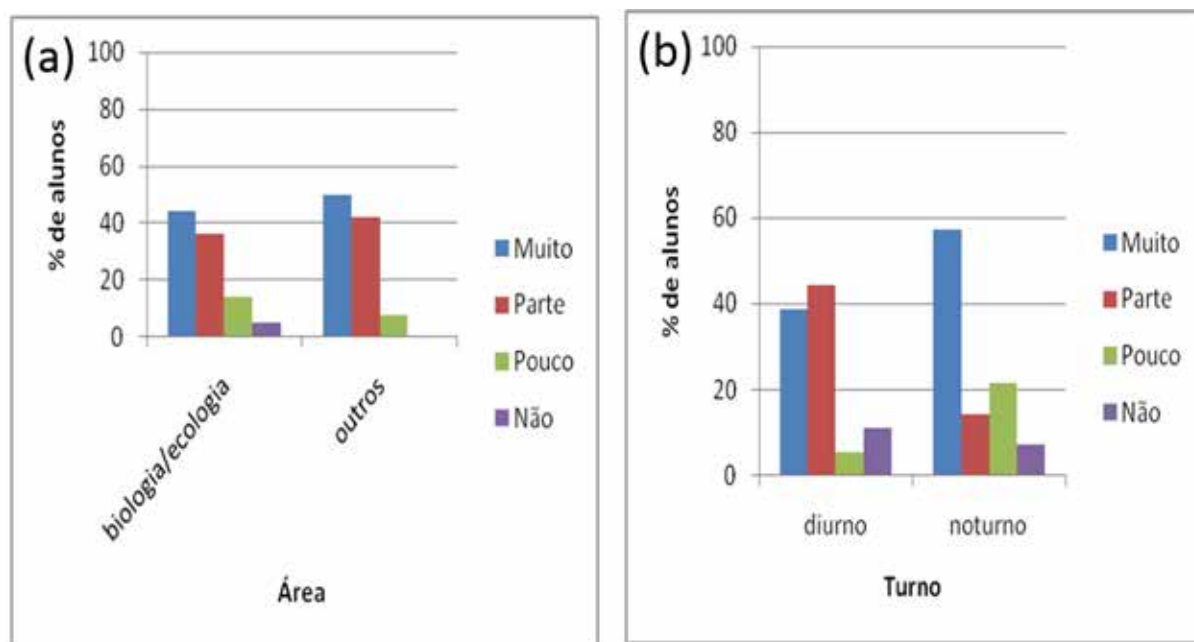 (a)
% de alunos
100
80
60
40
20
0
biologia/ecologia
outros
Área
Muito
Parte
Pouco
Não
(b)
% de alunos
100
80
60
40
20
0
diurno
noturno
Turno
Muito
Parte
Pouco
Não